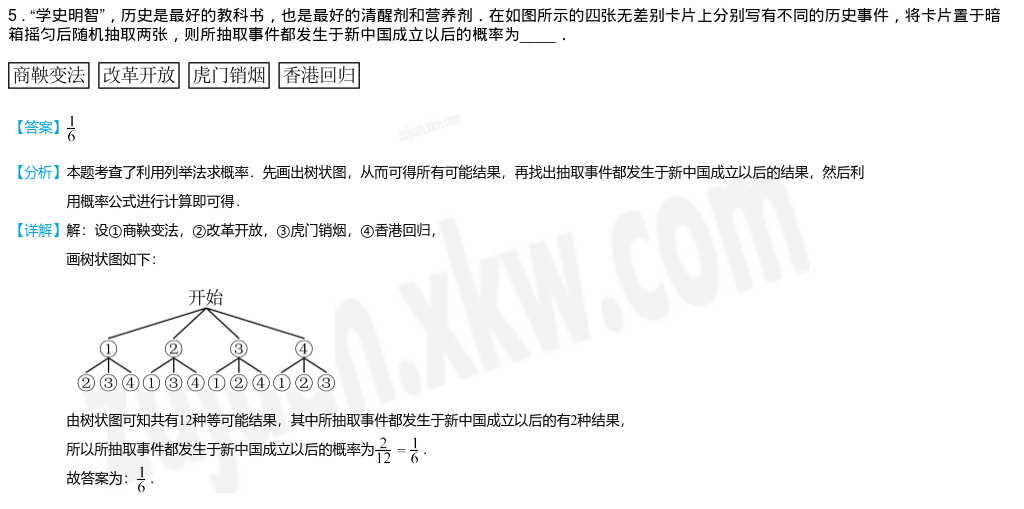 5．“学史明智”，历史是最好的教科书，也是最好的清醒剂和营养剂．在如图所示的四张无差别卡片上分别写有不同的历史事件，将卡片置于暗
箱摇匀后随机抽取两张，则所抽取事件都发生于新中国成立以后的概率为_____．
商鞅变法 改革开放 虎门销烟 香港回归
【答案】1/6
zujuan.xkw.com
【分析】本题考查了利用列举法求概率．先画出树状图，从而可得所有可能结果，再找出抽取事件都发生于新中国成立以后的结果，然后利
用概率公式进行计算即可得．
【详解】解：设①商鞅变法，②改革开放，③虎门销烟，④香港回归，
画树状图如下：
开始
① ② ③ ④
② ③ ④ ① ③ ④ ① ② ④ ① ② ③
由树状图可知共有12种等可能结果，其中所抽取事件都发生于新中国成立以后的有2种结果，
所以所抽取事件都发生于新中国成立以后的概率为2/12 = 1/6．
故答案为：1/6．
zujuan.xkw.com